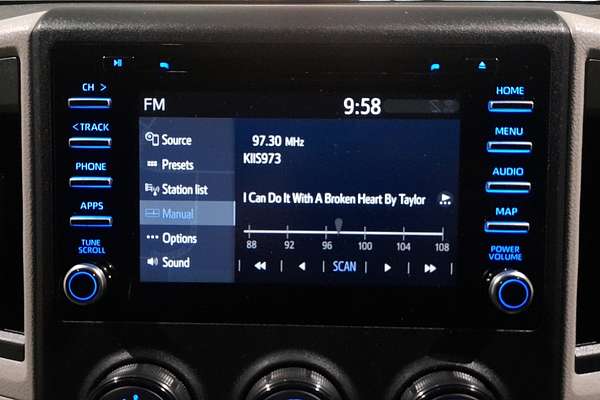 CH >
< TRACK
PHONE
APPS
TUNE
SCROLL
FM
9:58
Source
Presets
Station list
Manual
Options
Sound
97.30 MHz
KIIS973
I Can Do It With A Broken Heart By Taylor
88 92 96 100 104 108
SCAN
HOME
MENU
AUDIO
MAP
POWER
VOLUME